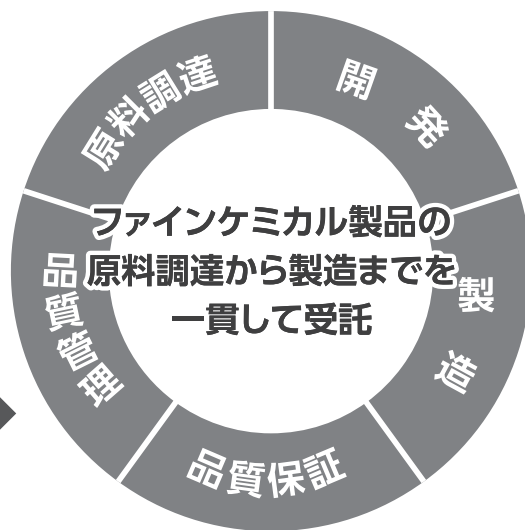 原料調達
開発
ファインケミカル製品の
原料調達から製造までを
一貫して受託
製造
品質保証
品質管理